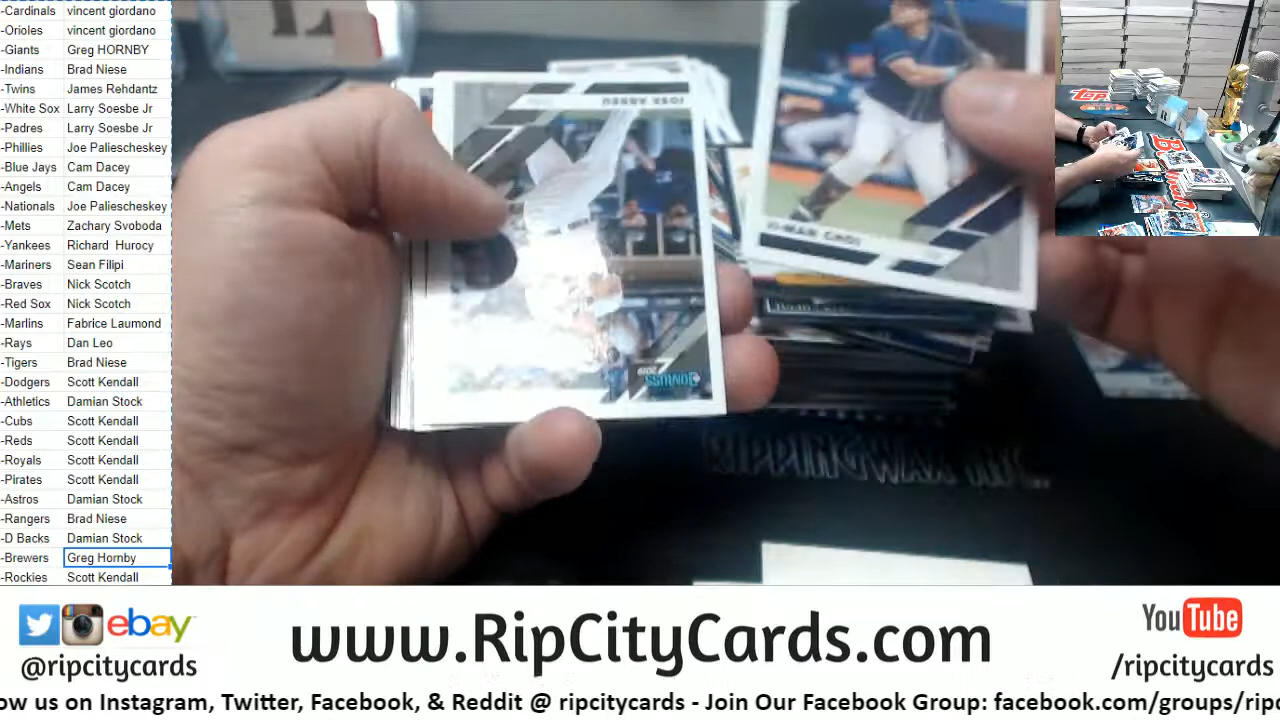 -Cardinals vincent giordano
-Orioles vincent giordano
-Giants Greg HORNBY
-Indians Brad Niese
-Twins James Rehdantz
-White Sox Larry Soesbe Jr
-Padres Larry Soesbe Jr
-Phillies Joe Paliescheskey
-Blue Jays Cam Dacey
-Angels Cam Dacey
-Nationals Joe Paliescheskey
-Mets Zachary Svoboda
-Yankees Richard Hurocy
-Mariners Sean Filipi
-Braves Nick Scotch
-Red Sox Nick Scotch
-Marlins Fabrice Laumond
-Rays Dan Leo
-Tigers Brad Niese
-Dodgers Scott Kendall
-Athletics Damian Stock
-Cubs Scott Kendall
-Reds Scott Kendall
-Royals Scott Kendall
-Pirates Scott Kendall
-Astros Damian Stock
-Rangers Brad Niese
-D Backs Damian Stock
-Brewers Greg Hornby
-Rockies Scott Kendall
JOSE ABREU
DONRUSS
2019
JI-MAN CHOI
RIPPINGWAX INC.
topps
Bowman
ebay
@ripcitycards
www.RipCityCards.com
YouTube
/ripcitycards
ow us on Instagram, Twitter, Facebook, & Reddit @ ripcitycards - Join Our Facebook Group: facebook.com/groups/ripc